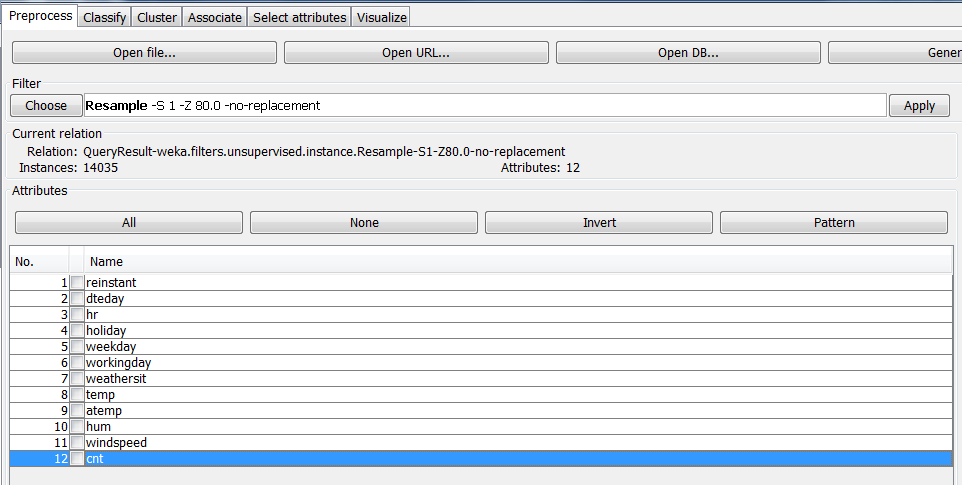 Preprocess Classify Cluster Associate Select attributes Visualize
Open file... Open URL... Open DB... Gener
Filter
Choose Resample -S 1 -Z 80.0 -no-replacement Apply
Current relation
Relation: QueryResult-weka.filters.unsupervised.instance.Resample-S1-Z80.0-no-replacement
Instances: 14035 Attributes: 12
Attributes
All None Invert Pattern
No. Name
1 reinstant
2 dteday
3 hr
4 holiday
5 weekday
6 workingday
7 weathersit
8 temp
9 atemp
10 hum
11 windspeed
12 cnt